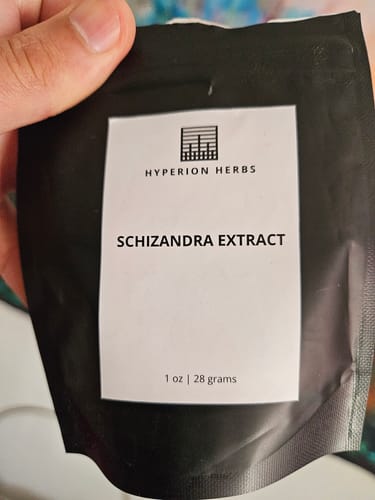 HYPERION HERBS
SCHIZANDRA EXTRACT
1 oz | 28 grams